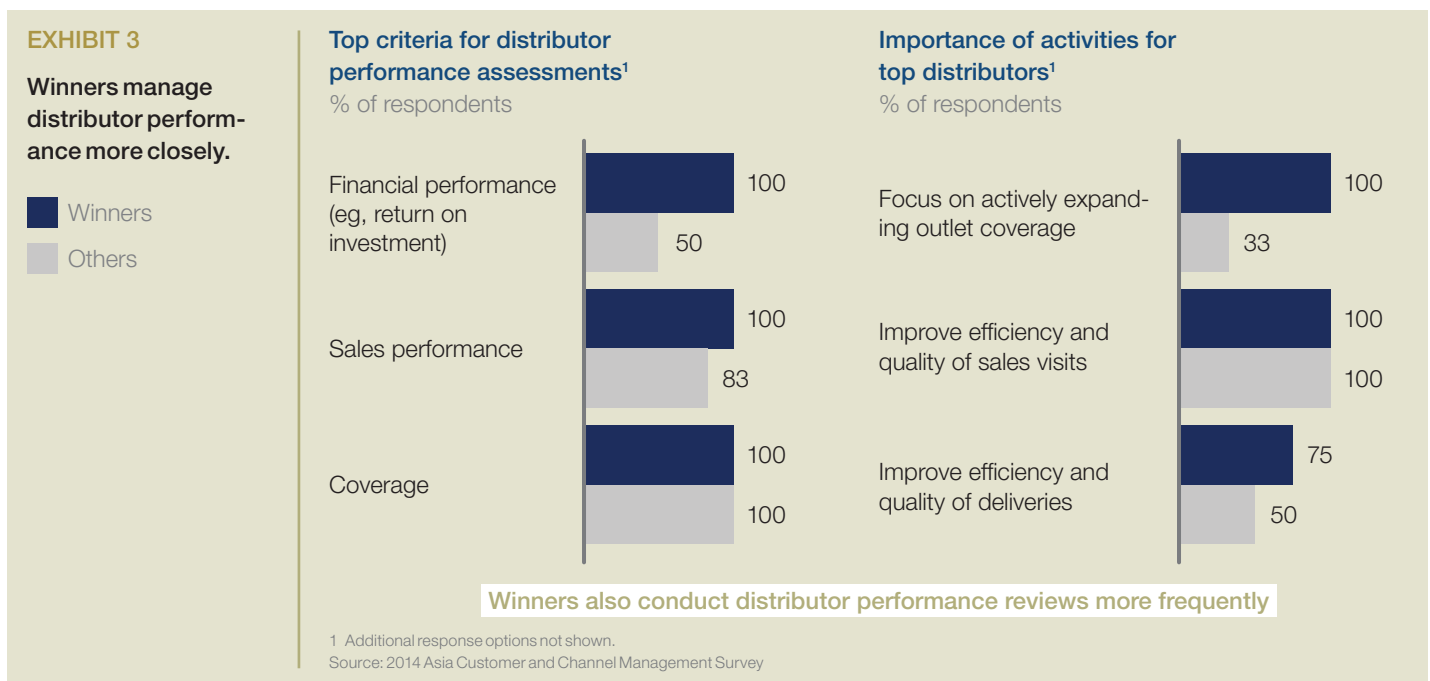 EXHIBIT 3
Winners manage
distributor perform-
ance more closely.
Winners
Others
Top criteria for distributor
performance assessments1
% of respondents
Financial performance
(eg, return on
investment)
100
50
Sales performance
100
83
Coverage
100
100
Importance of activities for
top distributors1
% of respondents
Focus on actively expand-
ing outlet coverage
100
33
Improve efficiency and
quality of sales visits
100
100
Improve efficiency and
quality of deliveries
75
50
Winners also conduct distributor performance reviews more frequently
1 Additional response options not shown.
Source: 2014 Asia Customer and Channel Management Survey